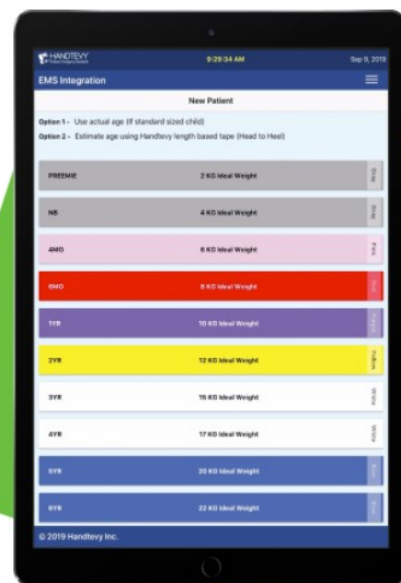 HANDTEVY
9:29:34 AM
Sep 9, 2019
EMS Integration
New Patient
Option 1 - Use actual age (If standard sized child)
Option 2 - Estimate age using Handtevy length based tape (Head to Heel)
PREEMIE 2 KG Ideal Weight Gray
NB 4 KG Ideal Weight Gray
4MO 6 KG Ideal Weight Pink
6MO 8 KG Ideal Weight Red
1YR 10 KG Ideal Weight Purple
2YR 12 KG Ideal Weight Yellow
3YR 15 KG Ideal Weight White
4YR 17 KG Ideal Weight White
5YR 20 KG Ideal Weight Blue
6YR 22 KG Ideal Weight Blue
© 2019 Handtevy Inc.